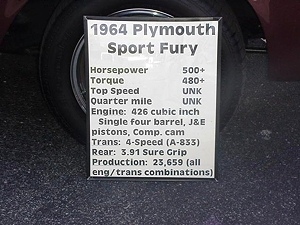 1964 Plymouth
Sport Fury
Horsepower 500+
Torque 480+
Top Speed UNK
Quarter mile UNK
Engine: 426 cubic inch
Single four barrel, J&E
pistons, Comp. cam
Trans: 4-Speed (A-833)
Rear: 3.91 Sure Grip
Production: 23,659 (all
eng/trans combinations)